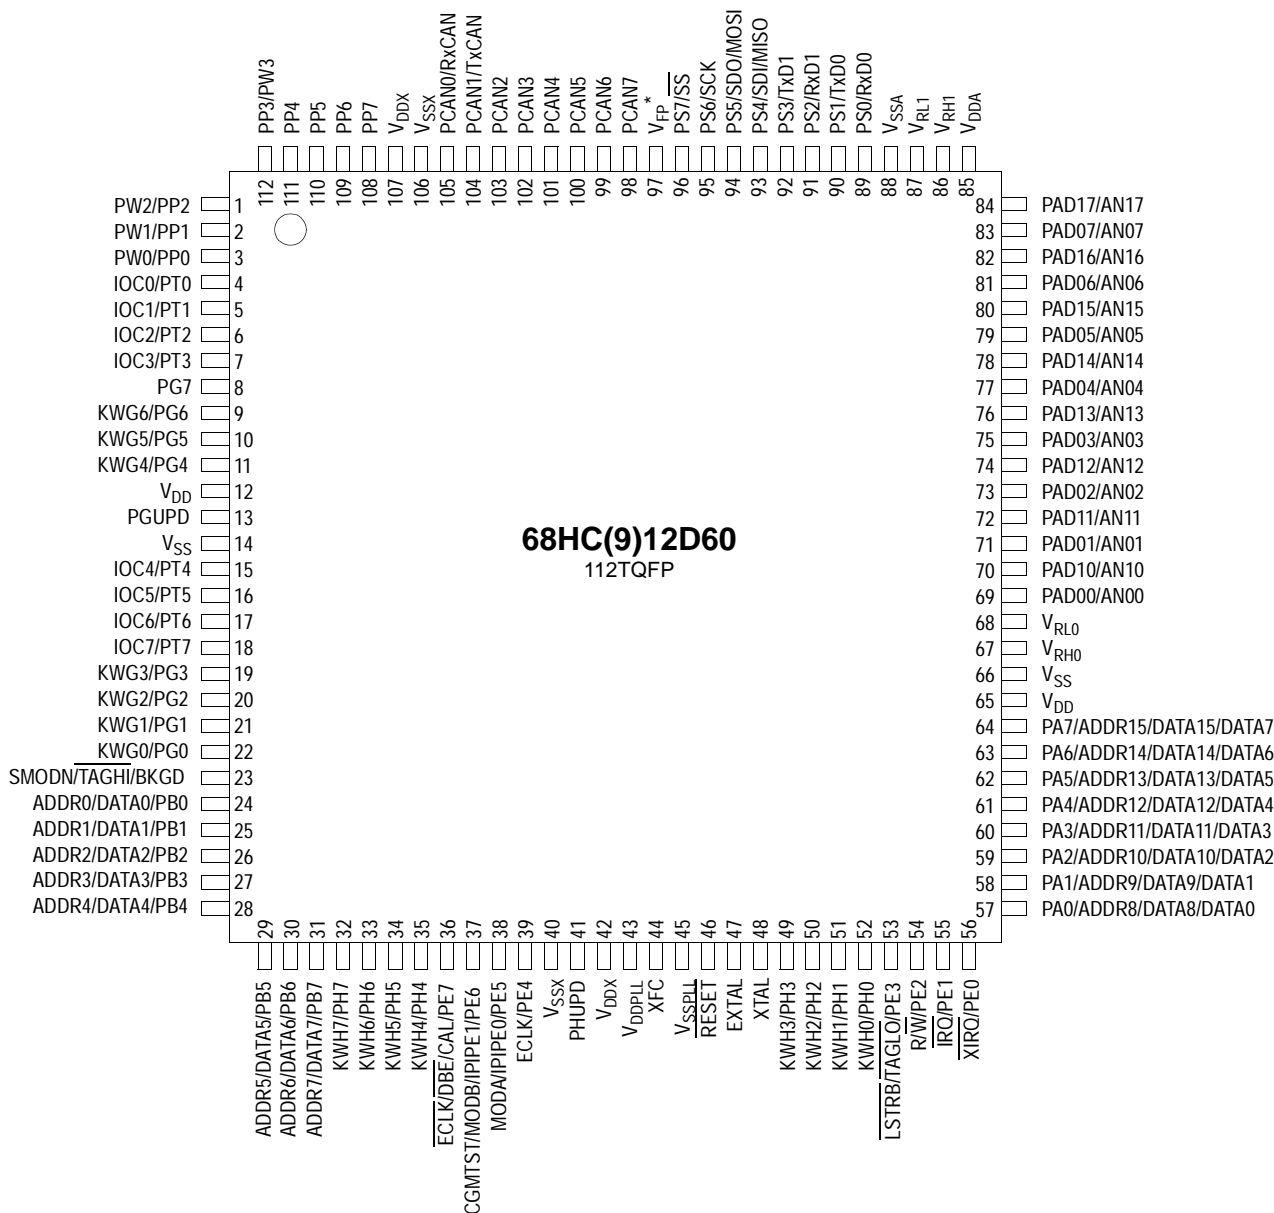 PP3/PW3
PP4
PP5
PP6
PP7
VDDX
VSSX
PCAN0/RxCAN
PCAN1/TxCAN
PCAN2
PCAN3
PCAN4
PCAN5
PCAN6
PCAN7
VFP*
PS7/SS
PS6/SCK
PS5/SDO/MOSI
PS4/SDI/MISO
PS3/TxD1
PS2/RxD1
PS1/TxD0
PS0/RxD0
VSSA
VRL1
VRH1
VDDA
112
111
110
109
108
107
106
105
104
103
102
101
100
99
98
97
96
95
94
93
92
91
90
89
88
87
86
85
PW2/PP2 1
PW1/PP1 2
PW0/PP0 3
IOC0/PT0 4
IOC1/PT1 5
IOC2/PT2 6
IOC3/PT3 7
PG7 8
KWG6/PG6 9
KWG5/PG5 10
KWG4/PG4 11
VDD 12
PGUPD 13
VSS 14
IOC4/PT4 15
IOC5/PT5 16
IOC6/PT6 17
IOC7/PT7 18
KWG3/PG3 19
KWG2/PG2 20
KWG1/PG1 21
KWG0/PG0 22
SMODN/TAGHI/BKGD 23
ADDR0/DATA0/PB0 24
ADDR1/DATA1/PB1 25
ADDR2/DATA2/PB2 26
ADDR3/DATA3/PB3 27
ADDR4/DATA4/PB4 28
68HC(9)12D60
112TQFP
84 PAD17/AN17
83 PAD07/AN07
82 PAD16/AN16
81 PAD06/AN06
80 PAD15/AN15
79 PAD05/AN05
78 PAD14/AN14
77 PAD04/AN04
76 PAD13/AN13
75 PAD03/AN03
74 PAD12/AN12
73 PAD02/AN02
72 PAD11/AN11
71 PAD01/AN01
70 PAD10/AN10
69 PAD00/AN00
68 VRL0
67 VRH0
66 VSS
65 VDD
64 PA7/ADDR15/DATA15/DATA7
63 PA6/ADDR14/DATA14/DATA6
62 PA5/ADDR13/DATA13/DATA5
61 PA4/ADDR12/DATA12/DATA4
60 PA3/ADDR11/DATA11/DATA3
59 PA2/ADDR10/DATA10/DATA2
58 PA1/ADDR9/DATA9/DATA1
57 PA0/ADDR8/DATA8/DATA0
29
30
31
32
33
34
35
36
37
38
39
40
41
42
43
44
45
46
47
48
49
50
51
52
53
54
55
56
ADDR5/DATA5/PB5
ADDR6/DATA6/PB6
ADDR7/DATA7/PB7
KWH7/PH7
KWH6/PH6
KWH5/PH5
KWH4/PH4
ECLK/DBE/CAL/PE7
CGMTST/MODB/IPIPE1/PE6
MODA/IPIPE0/PE5
ECLK/PE4
VSSX
PHUPD
VDDX
VDDPLL
XFC
VSSPLL
RESET
EXTAL
XTAL
KWH3/PH3
KWH2/PH2
KWH1/PH1
KWH0/PH0
LSTRB/TAGLO/PE3
R/W/PE2
IRQ/PE1
XIRQ/PE0